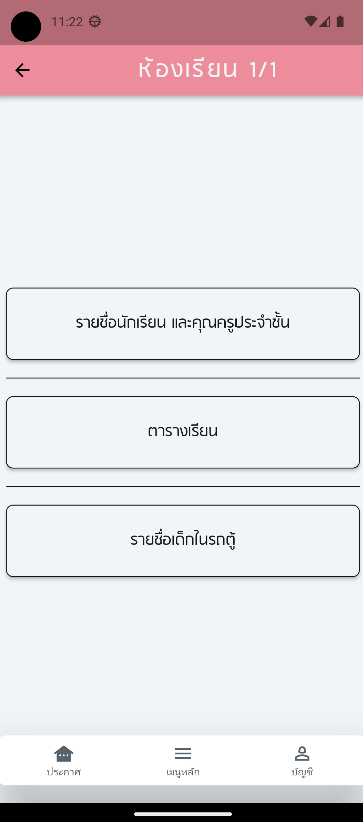 11:22
ห้องเรียน 1/1
รายชื่อนักเรียน และคุณครูประจำชั้น
ตารางเรียน
รายชื่อเด็กในรถตู้
ประกาศ เมนูหลัก บัญชี